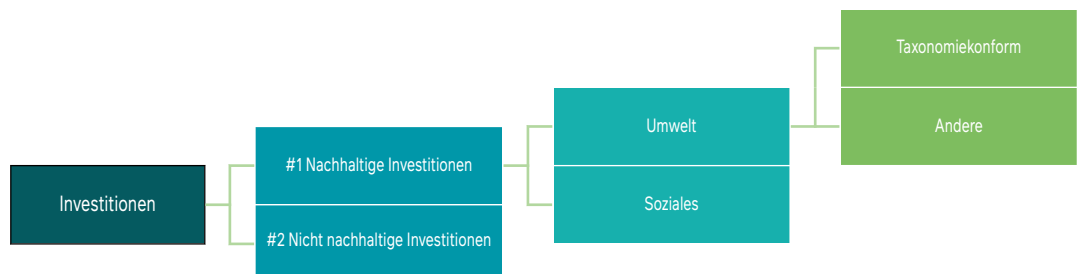 Investitionen
#1 Nachhaltige Investitionen
#2 Nicht nachhaltige Investitionen
Umwelt
Soziales
Taxonomiekonform
Andere